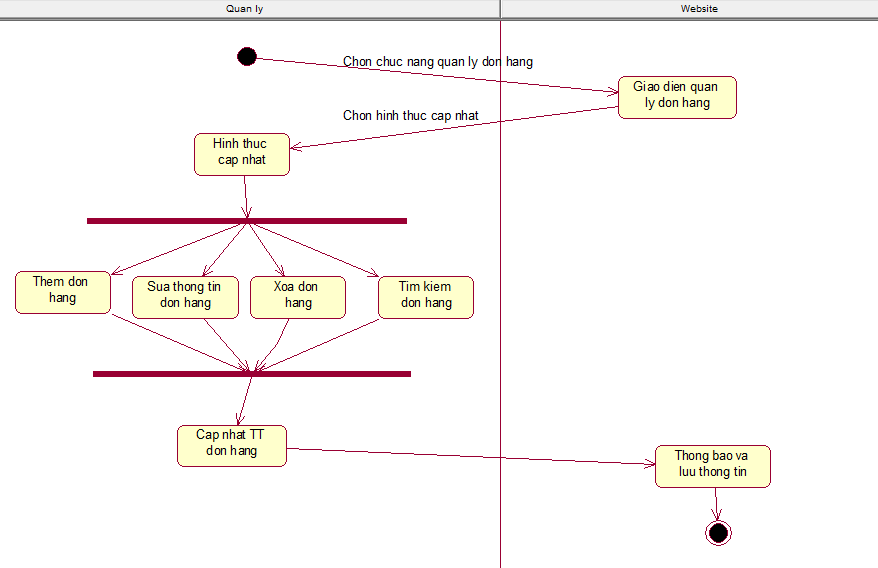 Quan ly
Website
Chon chuc nang quan ly don hang
Giao dien quan
ly don hang
Chon hinh thuc cap nhat
Hinh thuc
cap nhat
Them don
hang
Sua thong tin
don hang
Xoa don
hang
Tim kiem
don hang
Cap nhat TT
don hang
Thong bao va
luu thong tin